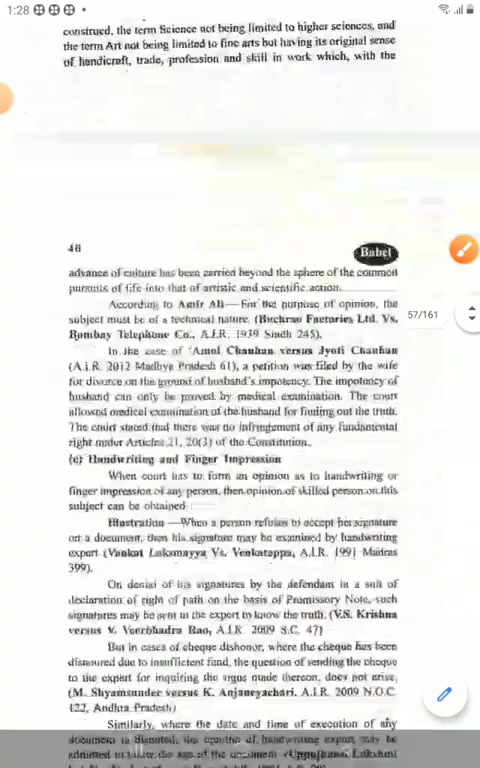 1:28
construed, the term Science not being limited to higher sciences, and
the term Art not being limited to fine arts but having its original sense
of handicraft, trade, profession and skill in work which, with the
48
Babel
advance of culture has been carried beyond the sphere of the common
pursuits of life into that of artistic and scientific action.
According to Amir Ali—For the purpose of opinion, the
subject must be of a technical nature. (Buchrao Factories Ltd. Vs.
57/161
Bombay Telephone Co., A.I.R. 1939 Sindh 245).
In the case of 'Amol Chauhan versus Jyoti Chauhan
(A.I.R. 2012 Madhya Pradesh 61), a petition was filed by the wife
for divorce on the ground of husband's impotency. The impotency of
husband can only be proved by medical examination. The court
allowed medical examination of the husband for finding out the truth.
The court stated that there was no infringement of any fundamental
right under Articles 21, 20(3) of the Constitution.
(c) Handwriting and Finger Impression
When court has to form an opinion as to handwriting or
finger impression of any person, then opinion of skilled person on this
subject can be obtained
Illustration—When a person refuses to accept his signature
on a document, then his signature may be examined by handwriting
expert (Vankat Lakamayya Vs. Venkatappa, A.I.R. 1991 Madras
399).
On denial of his signatures by the defendant in a suit of
declaration of right of path on the basis of Promissory Note, such
signatures may be sent to the expert to know the truth. (V.S. Krishna
versus V. Veerbhadra Rao, A.I.R. 2009 S.C. 47)
But in cases of cheque dishonor, where the cheque has been
dishonured due to insufficient fund, the question of sending the cheque
to the expert for inquiring the signs made thereon, does not arise.
(M. Shyamsunder versus K. Anjaneyachari, A.I.R. 2009 N.O.C.
122, Andhra Pradesh)
Similarly, where the date and time of execution of any
document is disputed, the opinion of handwriting expert may be
admitted to know the age of the document